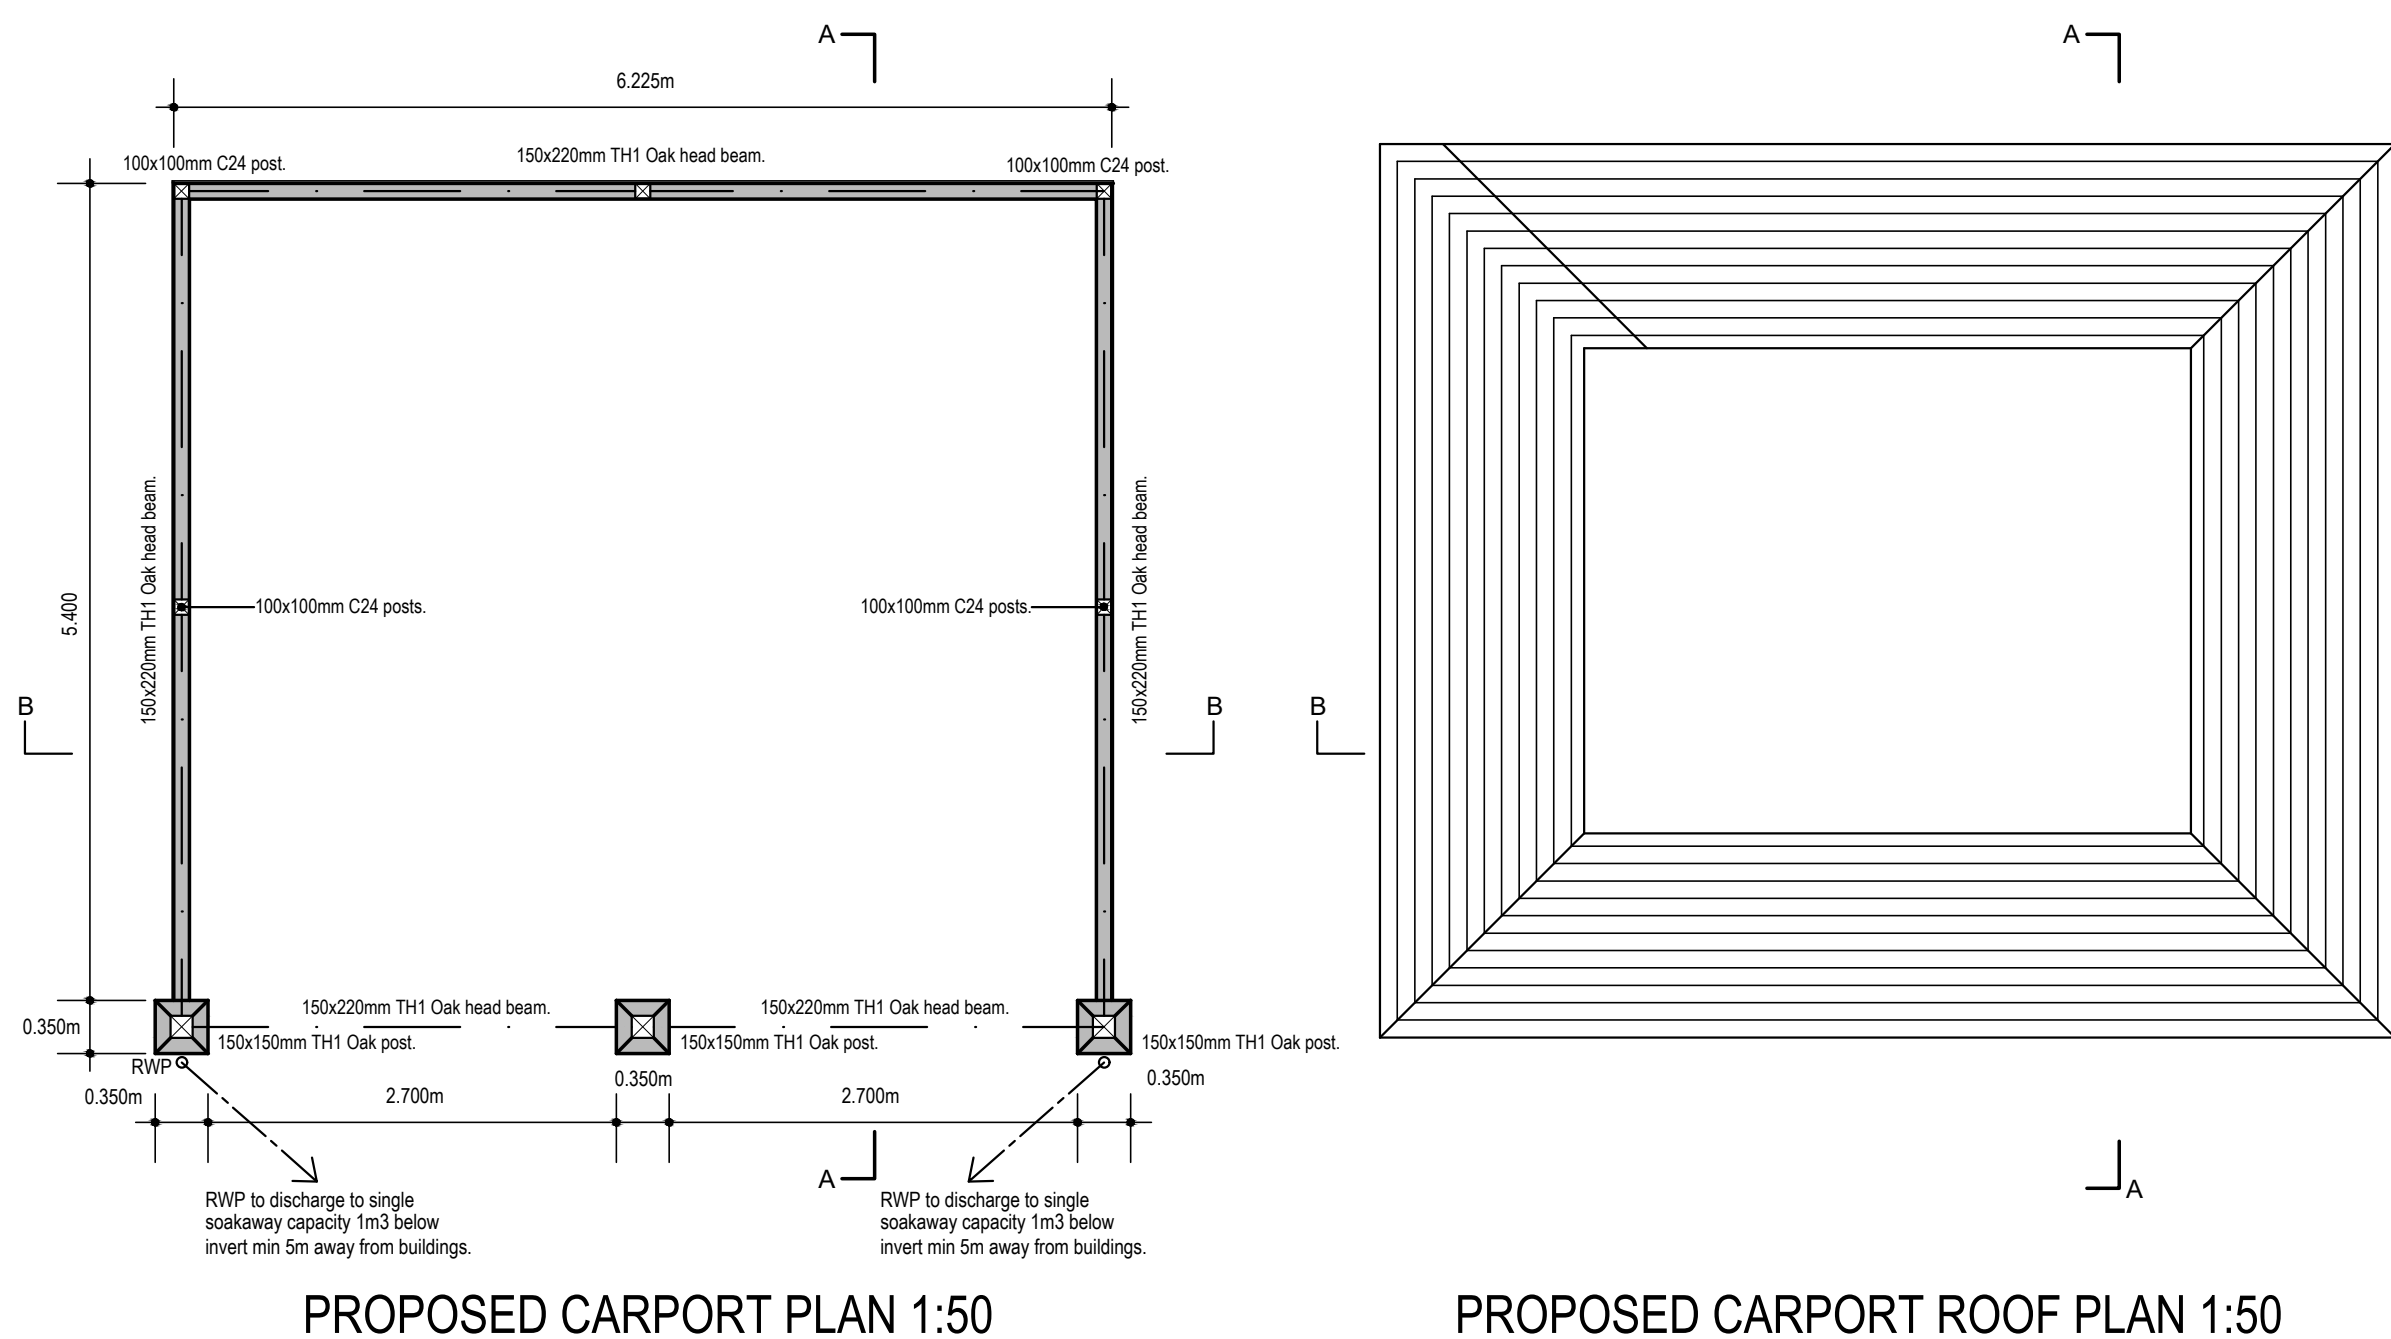 A
A
6.225m
100x100mm C24 post.
150x220mm TH1 Oak head beam.
100x100mm C24 post.
150x220mm TH1 Oak head beam.
150x220mm TH1 Oak head beam.
5.400
100x100mm C24 posts.
100x100mm C24 posts.
B
B
B
150x220mm TH1 Oak head beam.
150x220mm TH1 Oak head beam.
0.350m
150x150mm TH1 Oak post.
150x150mm TH1 Oak post.
150x150mm TH1 Oak post.
RWP
0.350m
2.700m
0.350m
2.700m
0.350m
A
A
RWP to discharge to single
soakaway capacity 1m3 below
invert min 5m away from buildings.
RWP to discharge to single
soakaway capacity 1m3 below
invert min 5m away from buildings.
PROPOSED CARPORT PLAN 1:50
PROPOSED CARPORT ROOF PLAN 1:50